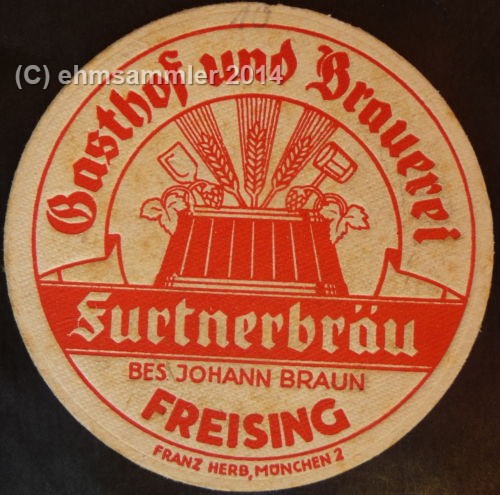 (C) ehmsammler 2014
Gasthof und Brauerei
Furtnerbräu
BES. JOHANN BRAUN
FREISING
FRANZ HERB, MÜNCHEN 2